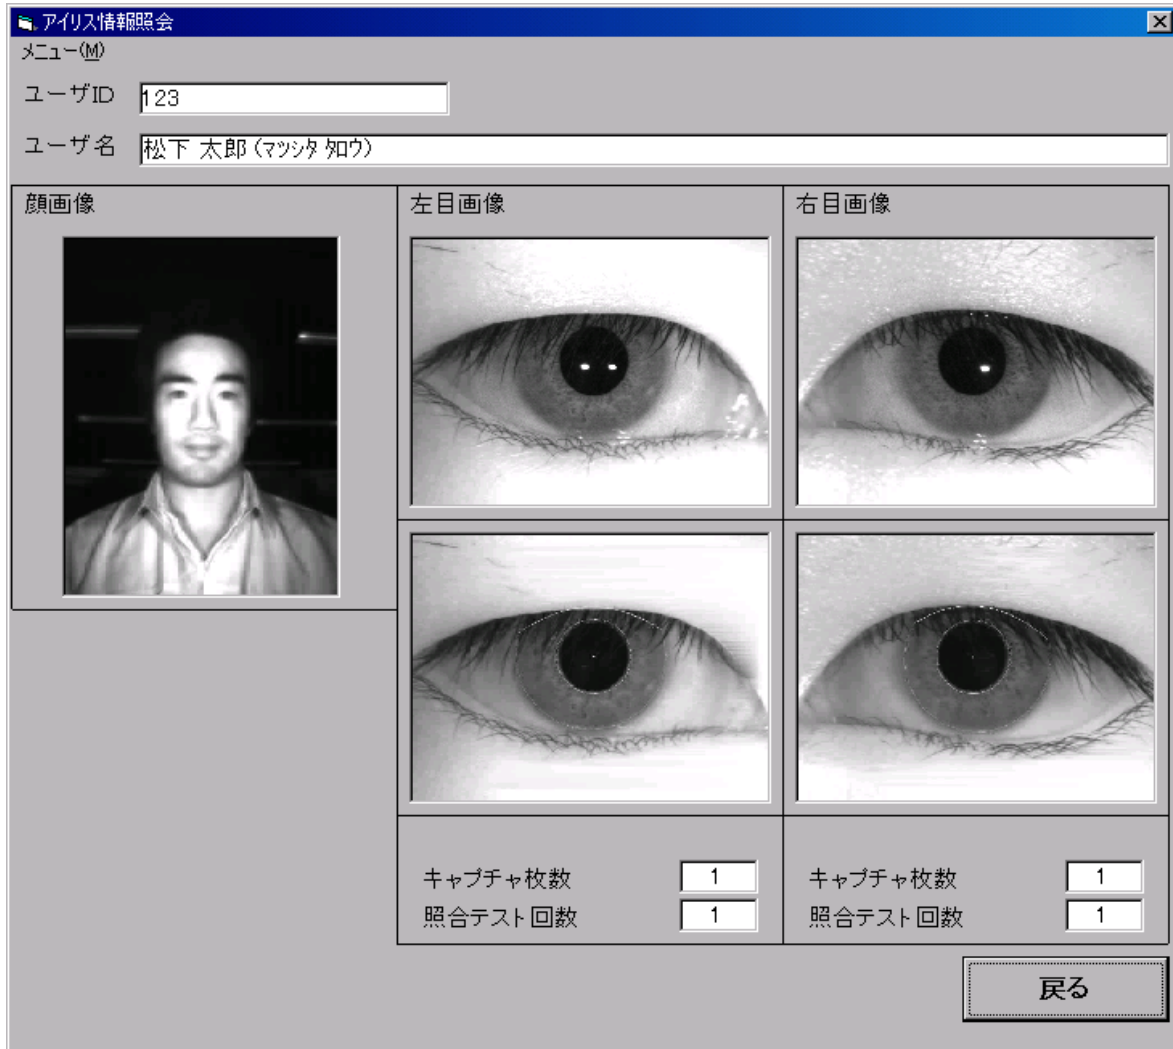 アイリス情報照会
メニュー(M)
ユーザID 123
ユーザ名 松下 太郎 (マツシタ タロウ)
顔画像
左目画像
右目画像
キャプチャ枚数 1
照合テスト回数 1
キャプチャ枚数 1
照合テスト回数 1
戻る